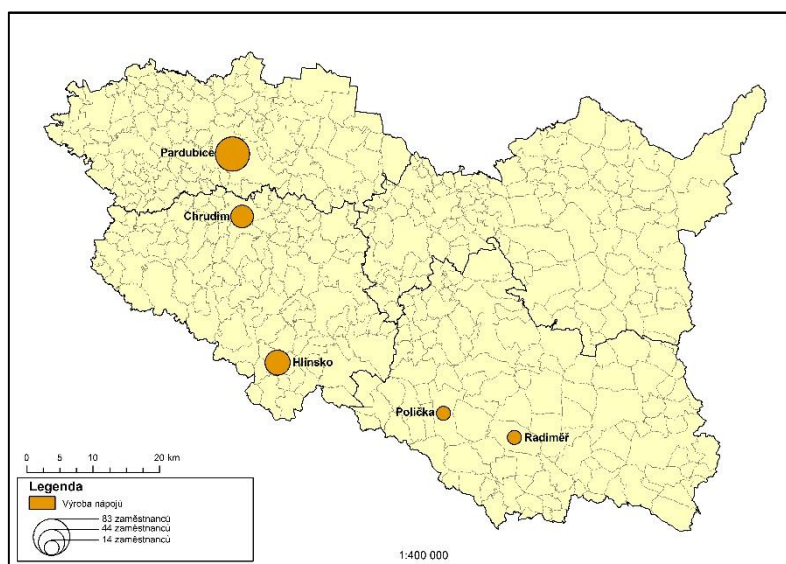 Pardubice
Chrudim
Hlinsko
Polička
Radiměř
0 5 10 20 km
Legenda
Výroba nápojů
83 zaměstnanců
44 zaměstnanců
14 zaměstnanců
1:400 000